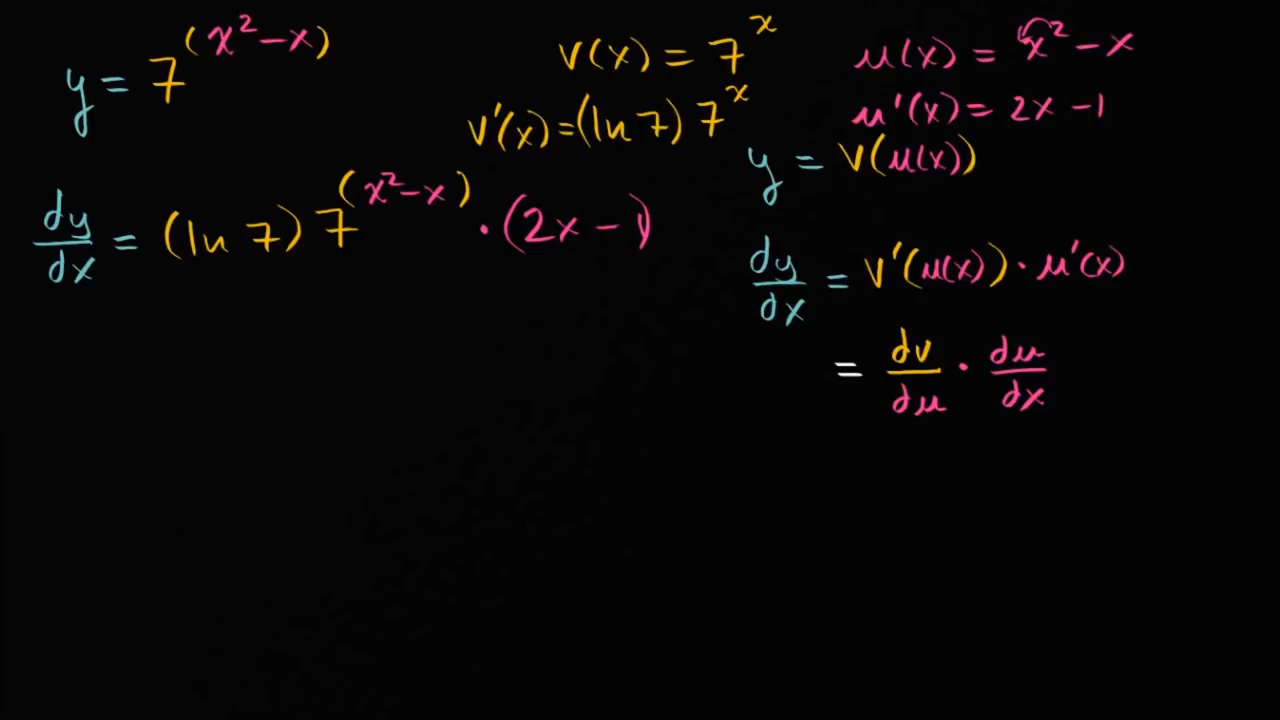 y = 7^(x² - x)
v(x) = 7^x
v'(x) = (ln 7) 7^x
u(x) = x² - x
u'(x) = 2x - 1
y = v(u(x))
dy/dx = (ln 7) 7^(x² - x) · (2x - 1)
dy/dx = v'(u(x)) · u'(x)
= dv/du · du/dx